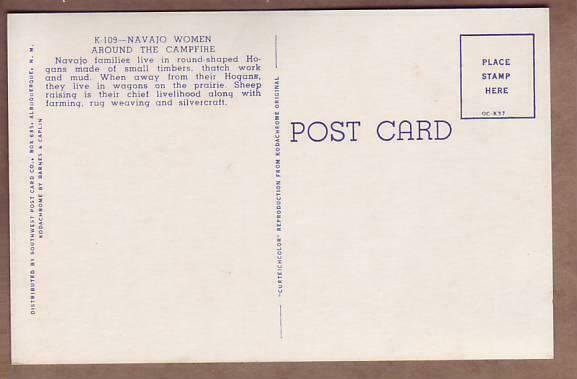 K-109—NAVAJO WOMEN
AROUND THE CAMPFIRE
Navajo families live in round-shaped Ho-
gans made of small timbers, thatch work
and mud. When away from their Hogans,
they live in wagons on the prairie. Sheep
raising is their chief livelihood along with
farming, rug weaving and silvercraft.
DISTRIBUTED BY SOUTHWEST POST CARD CO., BOX 685, ALBUQUERQUE, N. M.
KODACHROME BY BARNES & CAPLIN
"CURTEICHCOLOR" REPRODUCTION FROM KODACHROME ORIGINAL
POST CARD
PLACE
STAMP
HERE
OC-K37